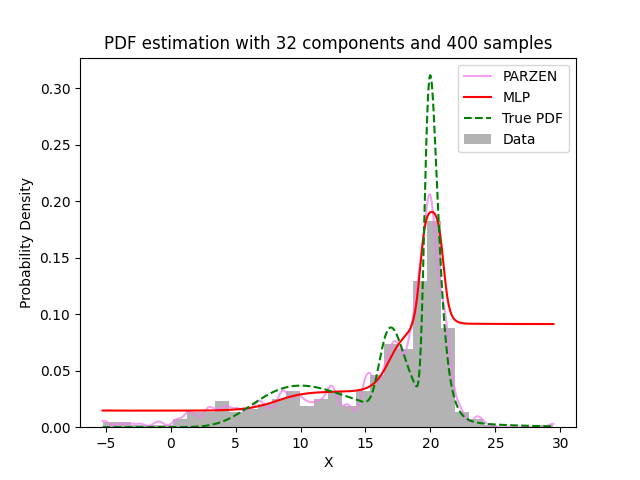 PDF estimation with 32 components and 400 samples
PARZEN
MLP
True PDF
Data
Probability Density
0.30
0.25
0.20
0.15
0.10
0.05
0.00
−5 0 5 10 15 20 25 30
X